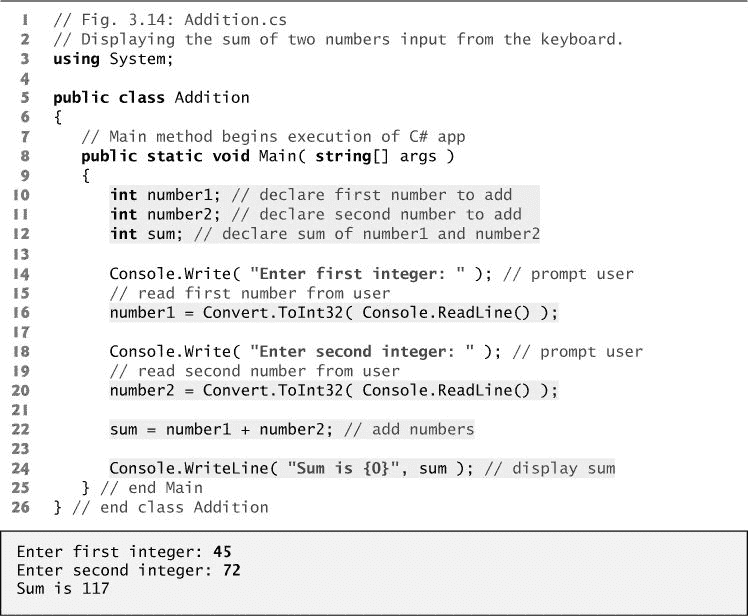 1 // Fig. 3.14: Addition.cs
2 // Displaying the sum of two numbers input from the keyboard.
3 using System;
4
5 public class Addition
6 {
7 // Main method begins execution of C# app
8 public static void Main( string[] args )
9 {
10 int number1; // declare first number to add
11 int number2; // declare second number to add
12 int sum; // declare sum of number1 and number2
13
14 Console.Write( "Enter first integer: " ); // prompt user
15 // read first number from user
16 number1 = Convert.ToInt32( Console.ReadLine() );
17
18 Console.Write( "Enter second integer: " ); // prompt user
19 // read second number from user
20 number2 = Convert.ToInt32( Console.ReadLine() );
21
22 sum = number1 + number2; // add numbers
23
24 Console.WriteLine( "Sum is {0}", sum ); // display sum
25 } // end Main
26 } // end class Addition
Enter first integer: 45
Enter second integer: 72
Sum is 117